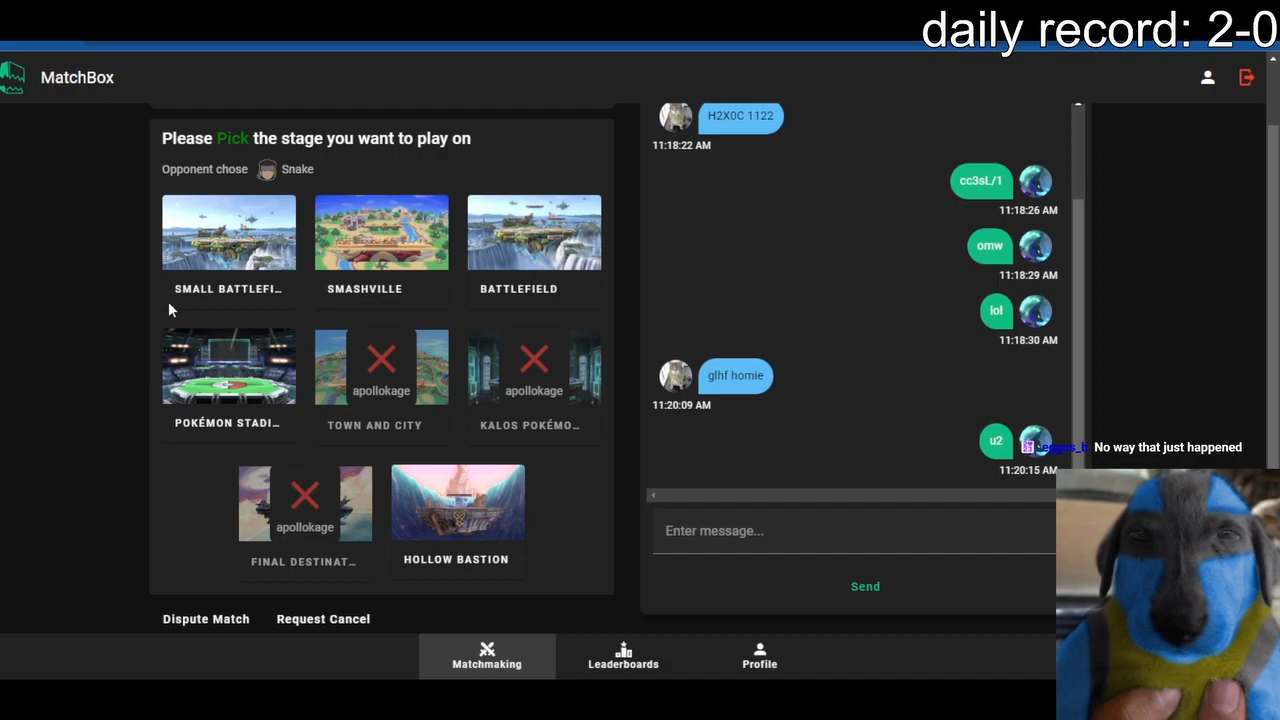 daily record: 2-0
MatchBox
Please Pick the stage you want to play on
Opponent chose Snake
SMALL BATTLEFI...
SMASHVILLE
BATTLEFIELD
POKÉMON STADI...
apollokage
TOWN AND CITY
apollokage
KALOS POKÉMO...
apollokage
FINAL DESTINAT...
HOLLOW BASTION
Dispute Match
Request Cancel
H2X0C 1122
11:18:22 AM
cc3sL/1
11:18:26 AM
omw
11:18:29 AM
lol
11:18:30 AM
glhf homie
11:20:09 AM
u2
11:20:15 AM
eggos_b No way that just happened
Enter message...
Send
Matchmaking
Leaderboards
Profile